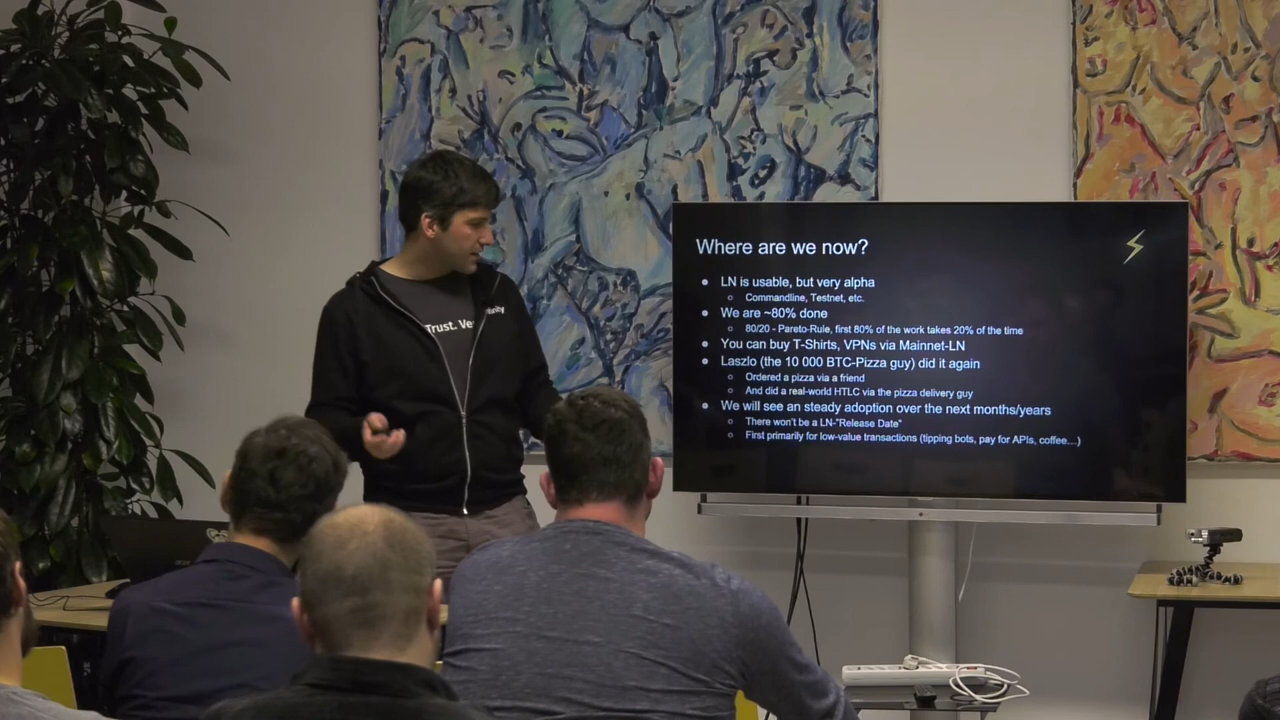 Where are we now?
LN is usable, but very alpha
Commandline, Testnet, etc.
We are ~80% done
80/20 - Pareto-Rule, first 80% of the work takes 20% of the time
You can buy T-Shirts, VPNs via Mainnet-LN
Laszlo (the 10 000 BTC-Pizza guy) did it again
Ordered a pizza via a friend
And did a real-world HTLC via the pizza delivery guy
We will see an steady adoption over the next months/years
There won't be a LN-"Release Date"
First primarily for low-value transactions (tipping bots, pay for APIs, coffee…)
Trust.